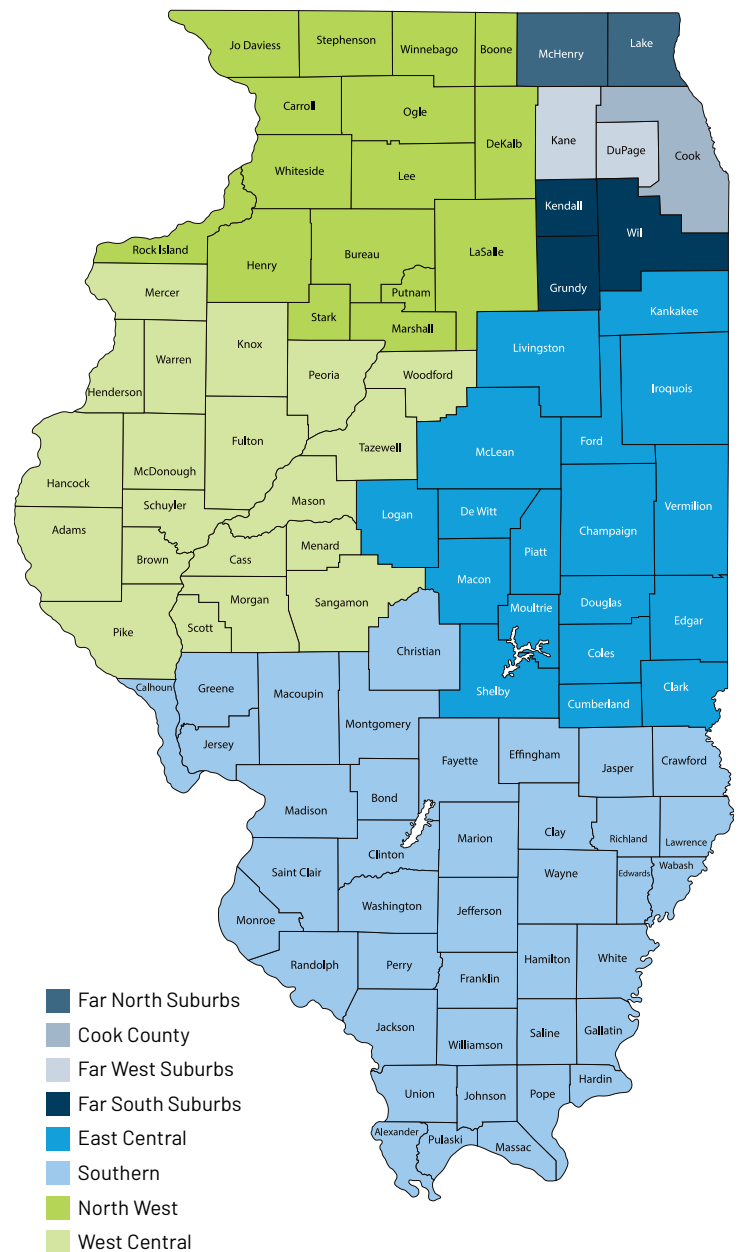 Jo Daviess
Stephenson
Winnebago
Boone
McHenry
Lake
Carroll
Ogle
DeKalb
Kane
DuPage
Cook
Whiteside
Lee
Kendall
Wil
Rock Island
Henry
Bureau
LaSalle
Putnam
Grundy
Mercer
Stark
Marshall
Kankakee
Warren
Knox
Peoria
Woodford
Livingston
Henderson
Iroquois
Fulton
Tazewell
McLean
Ford
Hancock
McDonough
Schuyler
Mason
Logan
De Witt
Champaign
Vermilion
Adams
Brown
Cass
Menard
Piatt
Macon
Morgan
Sangamon
Moultrie
Douglas
Edgar
Pike
Scott
Christian
Coles
Calhoun
Greene
Macoupin
Shelby
Cumberland
Clark
Montgomery
Jersey
Fayette
Effingham
Jasper
Crawford
Madison
Bond
Marion
Clay
Richland
Lawrence
Clinton
Saint Clair
Wayne
Edwards
Wabash
Washington
Jefferson
Monroe
Randolph
Perry
Hamilton
White
Franklin
Jackson
Williamson
Saline
Gallatin
Union
Johnson
Pope
Hardin
Alexander
Pulaski
Massac
Far North Suburbs
Cook County
Far West Suburbs
Far South Suburbs
East Central
Southern
North West
West Central